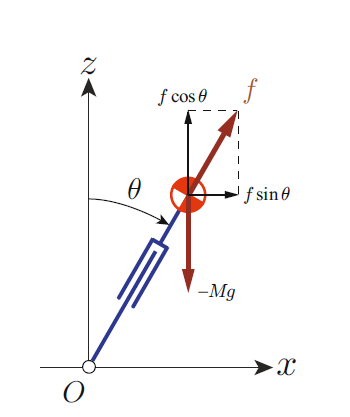 z
f cos θ
f
θ
f sin θ
−Mg
x
O